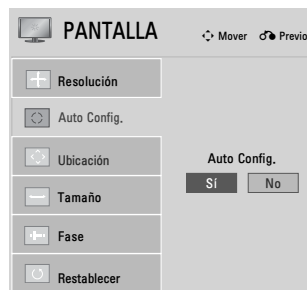 PANTALLA
Mover Previo
Resolución
Auto Config.
Ubicación
Tamaño
Fase
Restablecer
Auto Config.
Sí No